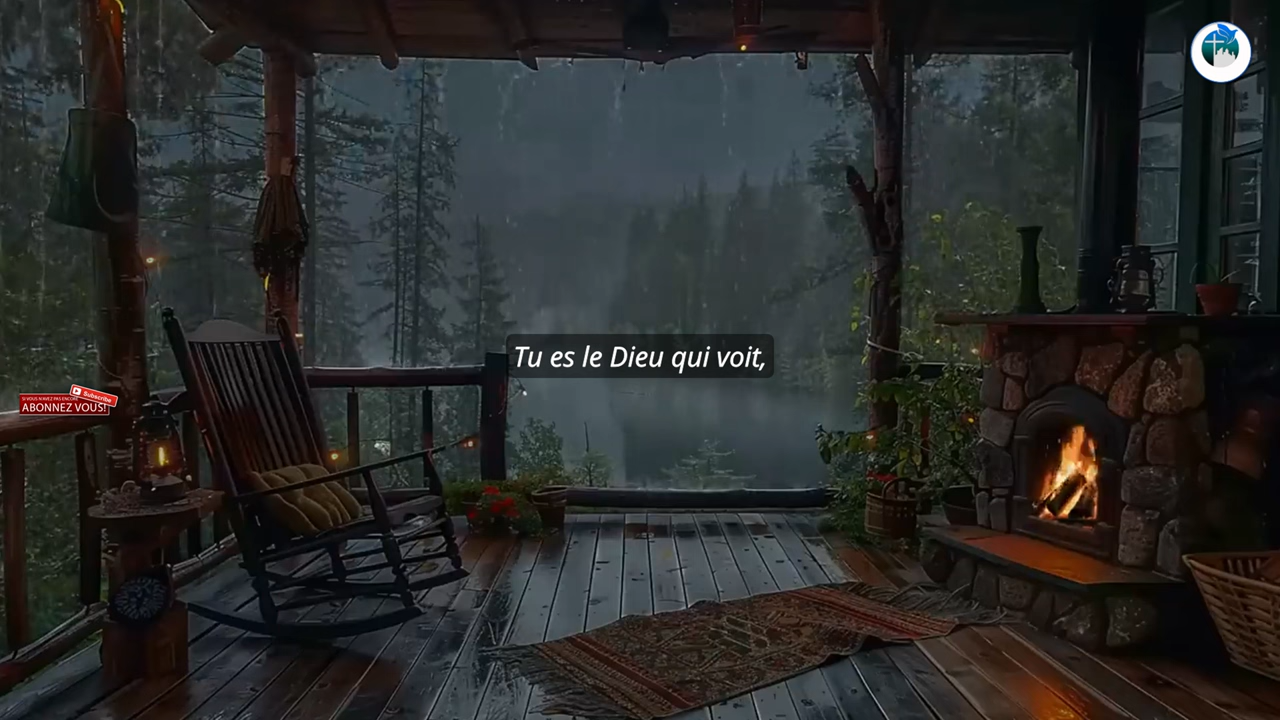 Tu es le Dieu qui voit,
SI VOUS N'AVEZ PAS ENCORE
Subscribe
ABONNEZ VOUS!